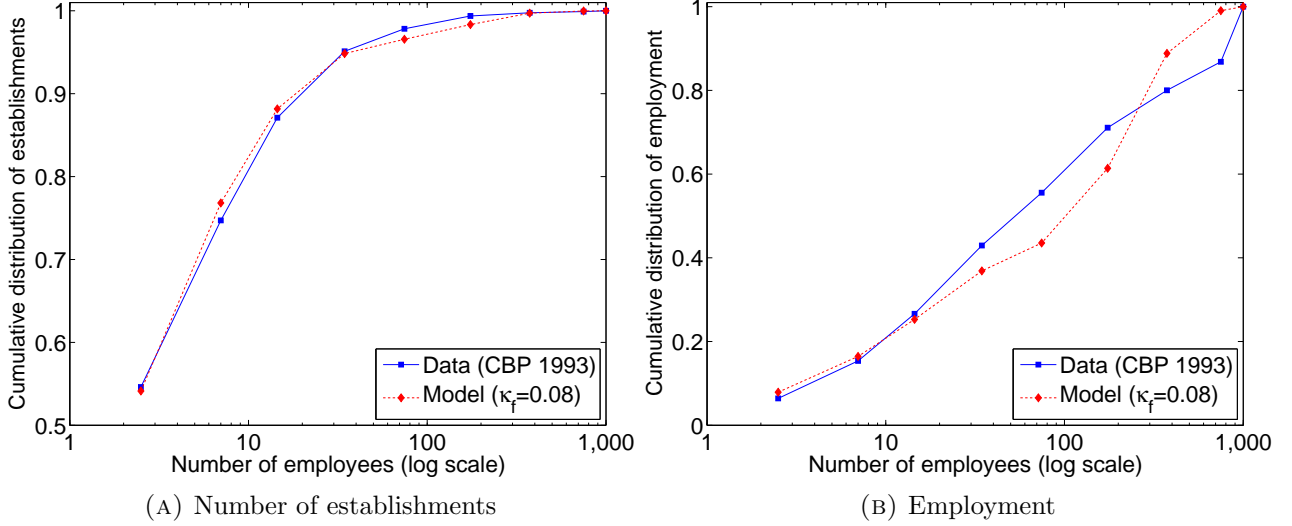 Cumulative distribution of establishments
1
0.9
0.8
0.7
0.6
0.5
1
10
100
1,000
Data (CBP 1993)
Model (κ_f=0.08)
Number of employees (log scale)
(A) Number of establishments
Cumulative distribution of employment
1
0.8
0.6
0.4
0.2
0
1
10
100
1,000
Data (CBP 1993)
Model (κ_f=0.08)
Number of employees (log scale)
(B) Employment